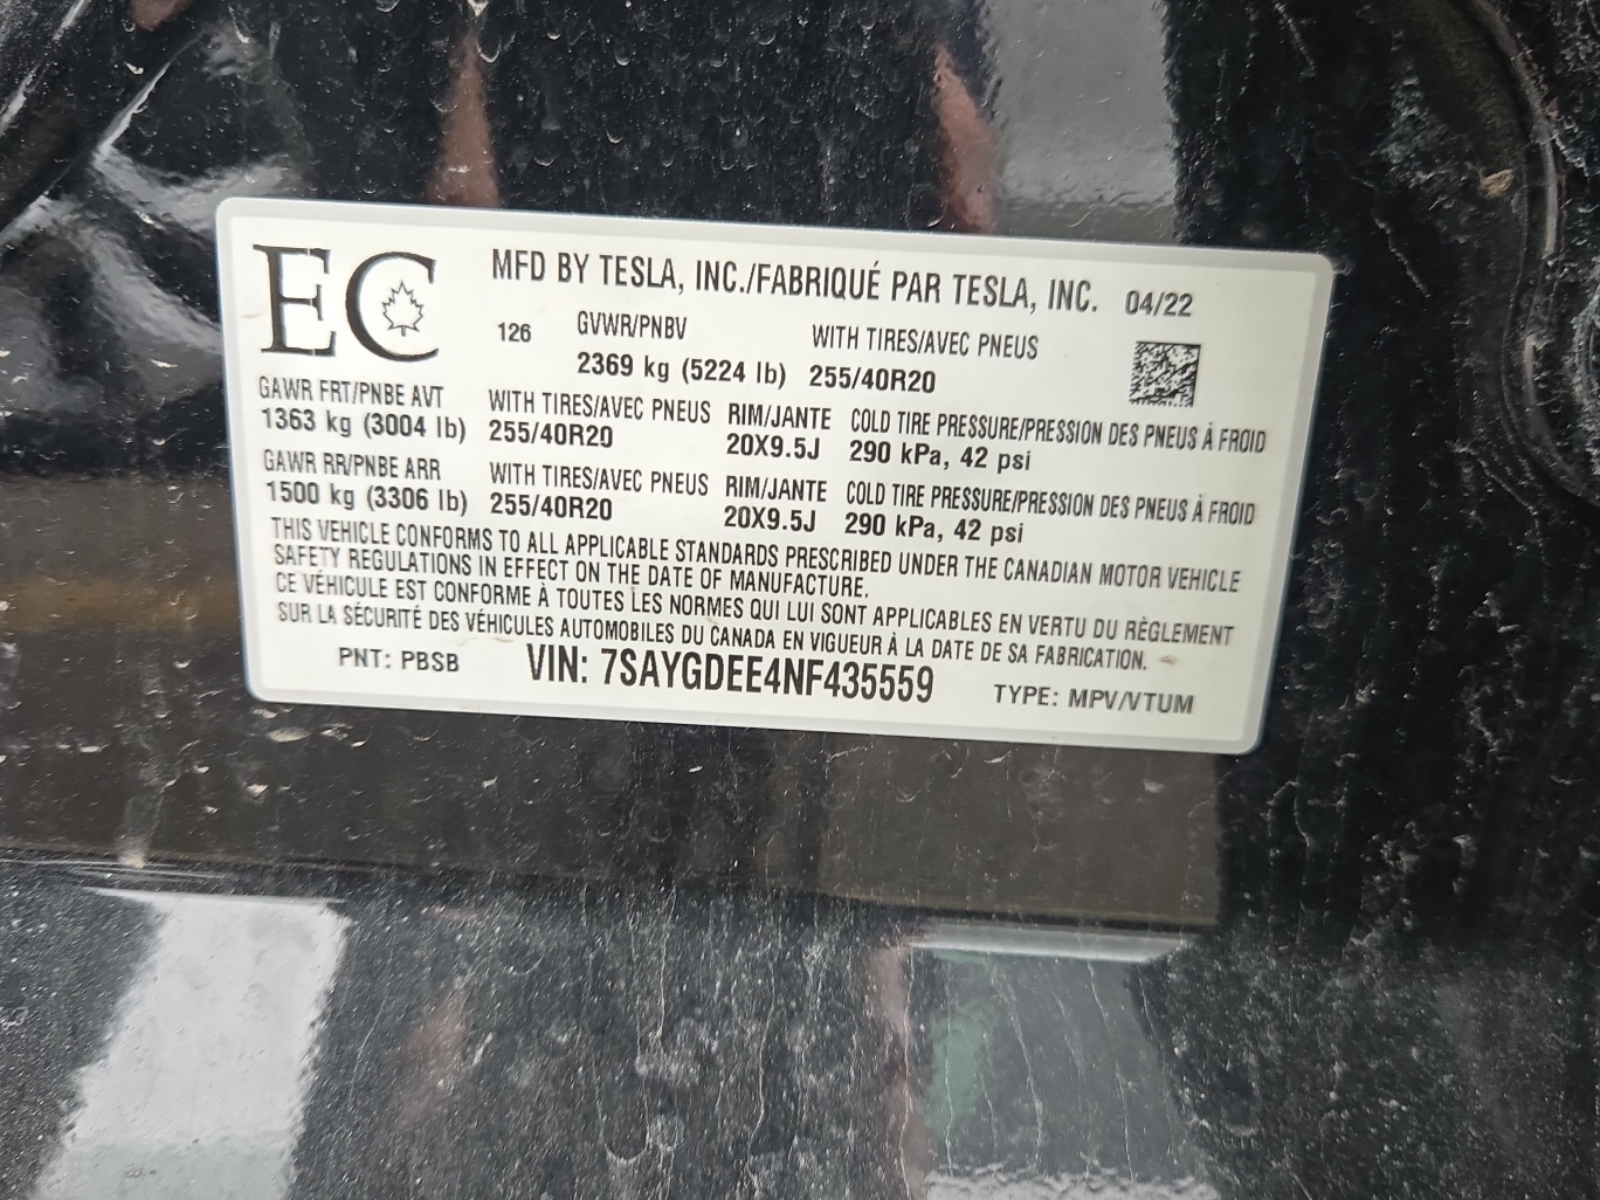 EC MFD BY TESLA, INC./FABRIQUÉ PAR TESLA, INC. 04/22
126 GVWR/PNBV WITH TIRES/AVEC PNEUS
2369 kg (5224 lb) 255/40R20
GAWR FRT/PNBE AVT WITH TIRES/AVEC PNEUS RIM/JANTE COLD TIRE PRESSURE/PRESSION DES PNEUS À FROID
1363 kg (3004 lb) 255/40R20 20X9.5J 290 kPa, 42 psi
GAWR RR/PNBE ARR WITH TIRES/AVEC PNEUS RIM/JANTE COLD TIRE PRESSURE/PRESSION DES PNEUS À FROID
1500 kg (3306 lb) 255/40R20 20X9.5J 290 kPa, 42 psi
THIS VEHICLE CONFORMS TO ALL APPLICABLE STANDARDS PRESCRIBED UNDER THE CANADIAN MOTOR VEHICLE
SAFETY REGULATIONS IN EFFECT ON THE DATE OF MANUFACTURE.
CE VÉHICULE EST CONFORME À TOUTES LES NORMES QUI LUI SONT APPLICABLES EN VERTU DU RÈGLEMENT
SUR LA SÉCURITÉ DES VÉHICULES AUTOMOBILES DU CANADA EN VIGUEUR À LA DATE DE SA FABRICATION.
PNT: PBSB VIN: 7SAYGDEE4NF435559 TYPE: MPV/VTUM